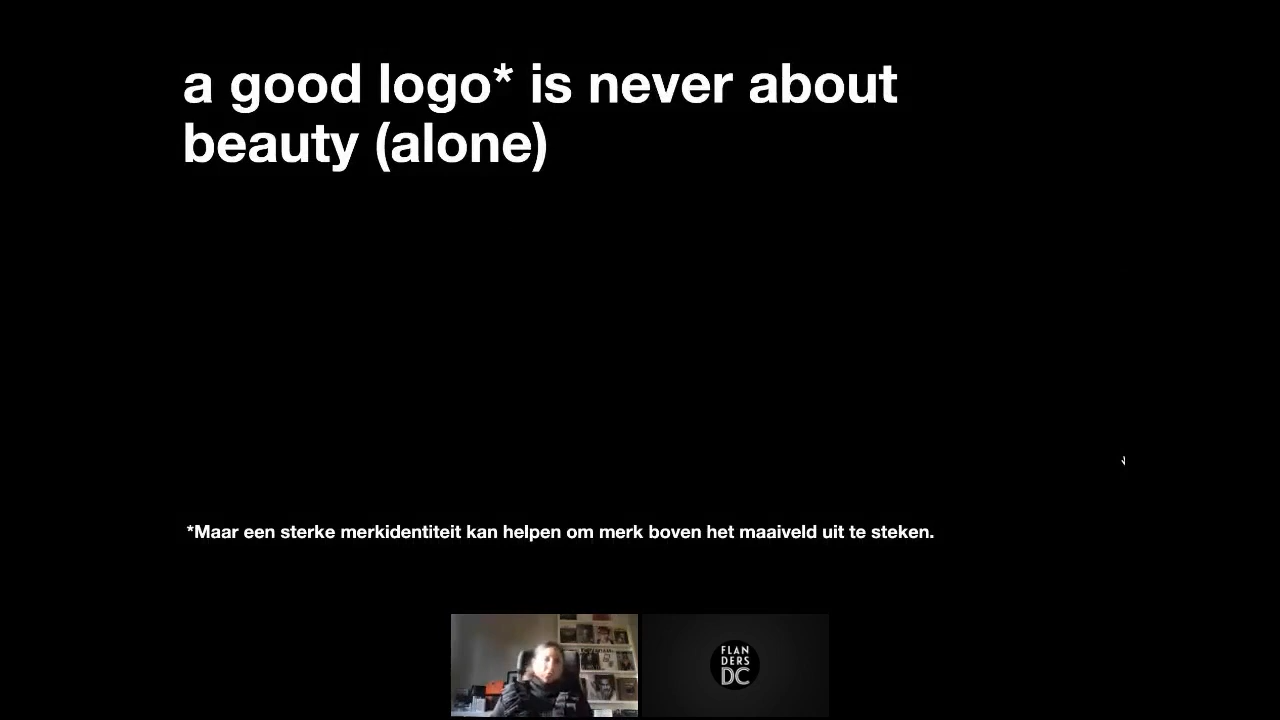 a good logo* is never about
beauty (alone)
*Maar een sterke merkidentiteit kan helpen om merk boven het maaiveld uit te steken.
FLAN
DERS
DC